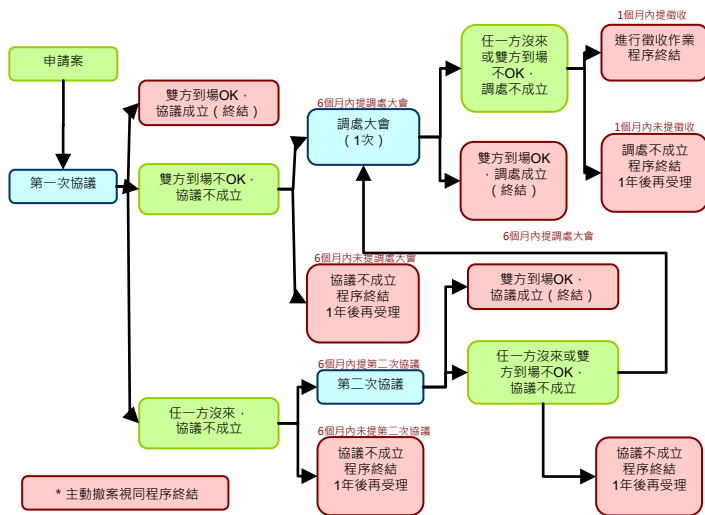 申請案
第一次協議
雙方到場OK，
協議成立（終結）
雙方到場不OK，
協議不成立
6個月內提調處大會
調處大會
（1次）
任一方沒來
或雙方到場
不OK，
調處不成立
1個月內提徵收
進行徵收作業
程序終結
1個月內未提徵收
調處不成立
程序終結
1年後再受理
雙方到場OK
，調處成立
（終結）
6個月內未提調處大會
協議不成立
程序終結
1年後再受理
6個月內提調處大會
雙方到場OK，
協議成立（終結）
6個月內提第二次協議
第二次協議
任一方沒來或雙
方到場不OK，
協議不成立
任一方沒來，
協議不成立
6個月內未提第二次協議
協議不成立
程序終結
1年後再受理
協議不成立
程序終結
1年後再受理
* 主動撤案視同程序終結